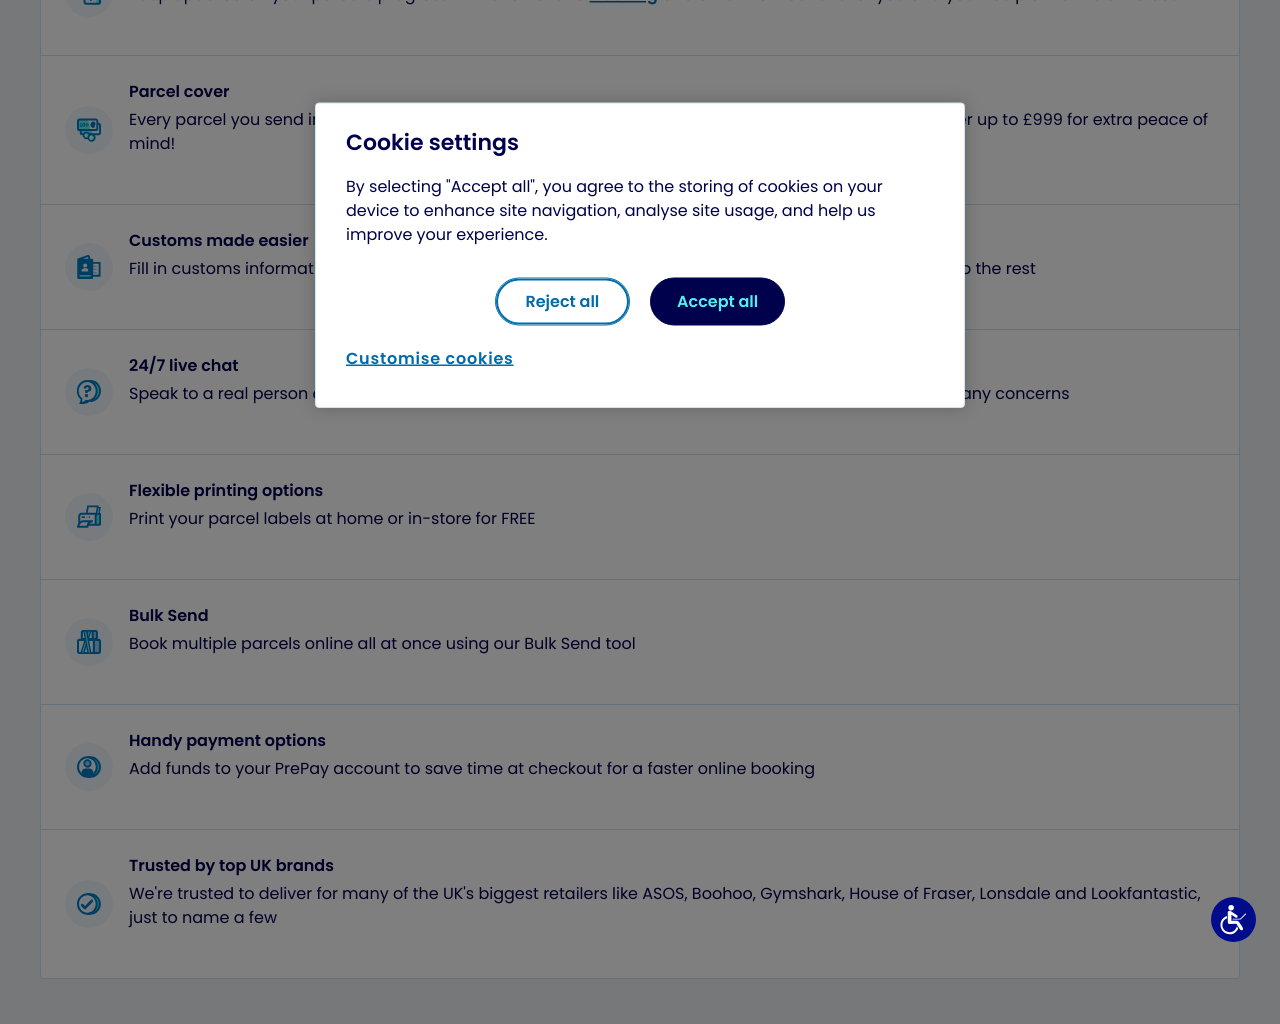 Parcel cover
Every parcel you send i
r up to £999 for extra peace of
mind!
Cookie settings
By selecting "Accept all", you agree to the storing of cookies on your
device to enhance site navigation, analyse site usage, and help us
improve your experience.
Reject all
Accept all
Customise cookies
Customs made easier
Fill in customs informat
the rest
24/7 live chat
Speak to a real person
any concerns
Flexible printing options
Print your parcel labels at home or in-store for FREE
Bulk Send
Book multiple parcels online all at once using our Bulk Send tool
Handy payment options
Add funds to your PrePay account to save time at checkout for a faster online booking
Trusted by top UK brands
We're trusted to deliver for many of the UK's biggest retailers like ASOS, Boohoo, Gymshark, House of Fraser, Lonsdale and Lookfantastic,
just to name a few